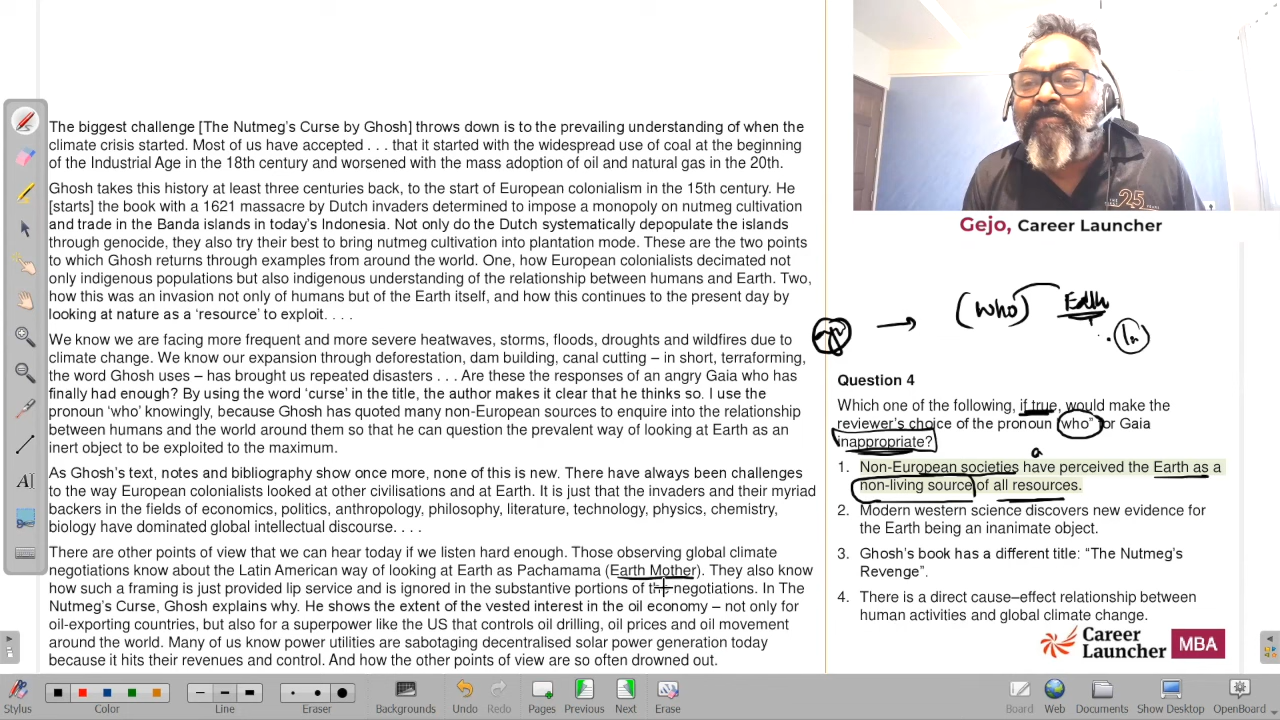 The biggest challenge [The Nutmeg's Curse by Ghosh] throws down is to the prevailing understanding of when the
climate crisis started. Most of us have accepted . . . that it started with the widespread use of coal at the beginning
of the Industrial Age in the 18th century and worsened with the mass adoption of oil and natural gas in the 20th.
Ghosh takes this history at least three centuries back, to the start of European colonialism in the 15th century. He
[starts] the book with a 1621 massacre by Dutch invaders determined to impose a monopoly on nutmeg cultivation
and trade in the Banda islands in today's Indonesia. Not only do the Dutch systematically depopulate the islands
through genocide, they also try their best to bring nutmeg cultivation into plantation mode. These are the two points
to which Ghosh returns through examples from around the world. One, how European colonialists decimated not
only indigenous populations but also indigenous understanding of the relationship between humans and Earth. Two,
how this was an invasion not only of humans but of the Earth itself, and how this continues to the present day by
looking at nature as a 'resource' to exploit. . . .
We know we are facing more frequent and more severe heatwaves, storms, floods, droughts and wildfires due to
climate change. We know our expansion through deforestation, dam building, canal cutting – in short, terraforming,
the word Ghosh uses – has brought us repeated disasters . . . Are these the responses of an angry Gaia who has
finally had enough? By using the word 'curse' in the title, the author makes it clear that he thinks so. I use the
pronoun 'who' knowingly, because Ghosh has quoted many non-European sources to enquire into the relationship
between humans and the world around them so that he can question the prevalent way of looking at Earth as an
inert object to be exploited to the maximum.
As Ghosh's text, notes and bibliography show once more, none of this is new. There have always been challenges
to the way European colonialists looked at other civilisations and at Earth. It is just that the invaders and their myriad
backers in the fields of economics, politics, anthropology, philosophy, literature, technology, physics, chemistry,
biology have dominated global intellectual discourse. . . .
There are other points of view that we can hear today if we listen hard enough. Those observing global climate
negotiations know about the Latin American way of looking at Earth as Pachamama (Earth Mother). They also know
how such a framing is just provided lip service and is ignored in the substantive portions of negotiations. In The
Nutmeg's Curse, Ghosh explains why. He shows the extent of the vested interest in the oil economy – not only for
oil-exporting countries, but also for a superpower like the US that controls oil drilling, oil prices and oil movement
around the world. Many of us know power utilities are sabotaging decentralised solar power generation today
because it hits their revenues and control. And how the other points of view are so often drowned out.
25
Gejo, Career Launcher
(who) Earth
Question 4
Which one of the following, if true, would make the
reviewer's choice of the pronoun "who" for Gaia
inappropriate?
a
1. Non-European societies have perceived the Earth as a
non-living source of all resources.
2. Modern western science discovers new evidence for
the Earth being an inanimate object.
3. Ghosh's book has a different title: "The Nutmeg's
Revenge".
4. There is a direct cause–effect relationship between
human activities and global climate change.
Career
Launcher MBA
Stylus Color Line Eraser Backgrounds Undo Redo Pages Previous Next Erase Board Web Documents Show Desktop OpenBoard